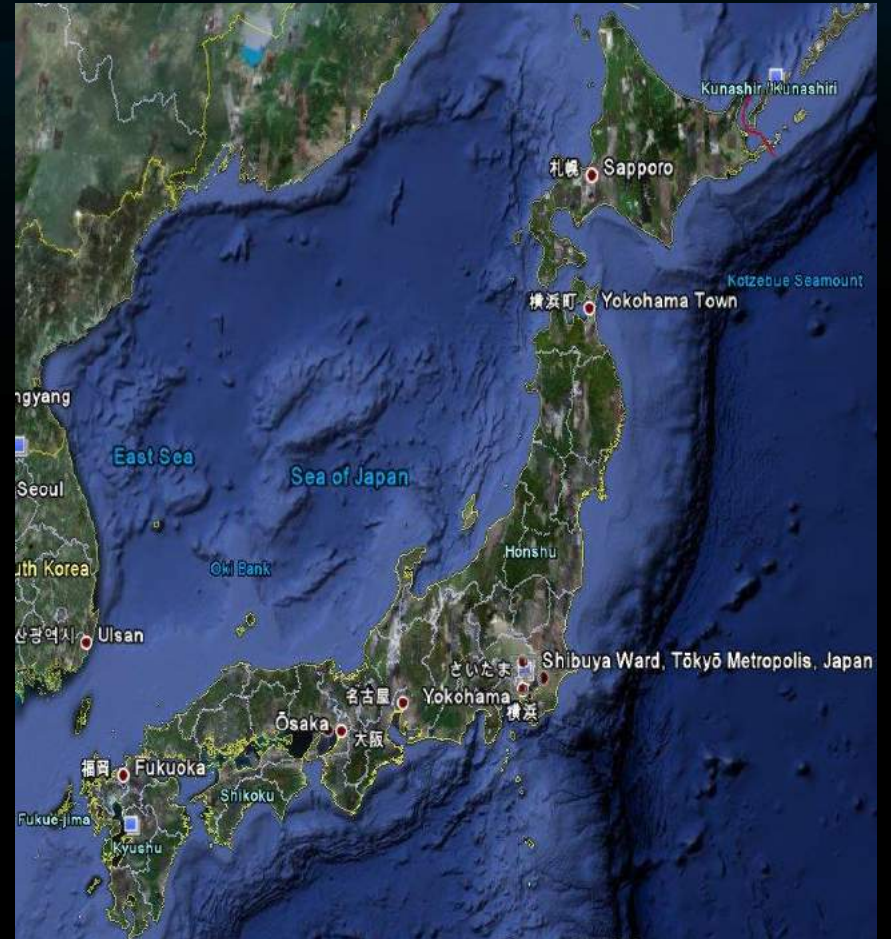 Kunashir / Kunashiri
札幌 Sapporo
Kotzebue Seamount
横浜町 Yokohama Town
ngyang
East Sea
Sea of Japan
Seoul
Honshu
uth Korea
Oki Bank
산광역시 Ulsan
さいたま Shibuya Ward, Tōkyō Metropolis, Japan
名古屋 Yokohama
横浜
Ōsaka
大阪
福岡 Fukuoka
Shikoku
Fukue-jima
Kyushu